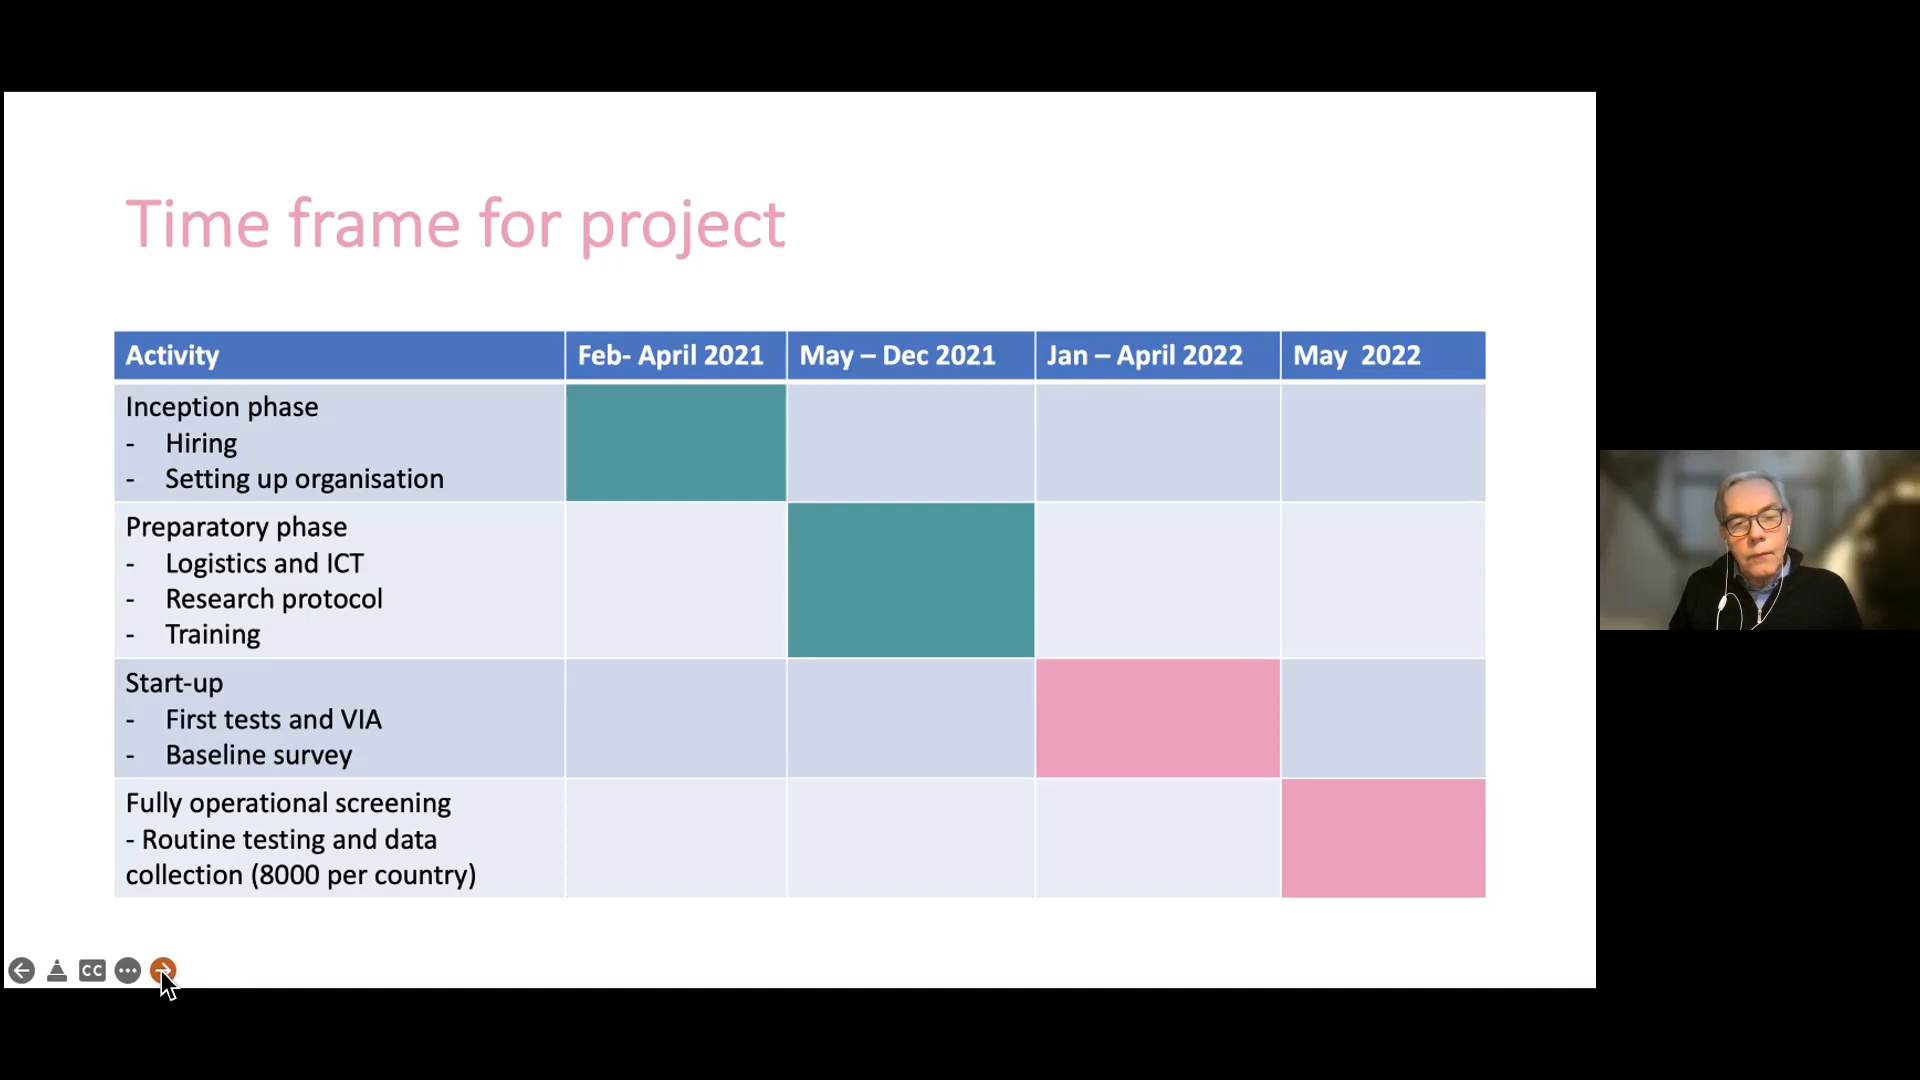 Time frame for project
Activity
Feb- April 2021
May – Dec 2021
Jan – April 2022
May  2022
Inception phase
- Hiring
- Setting up organisation
Preparatory phase
- Logistics and ICT
- Research protocol
- Training
Start-up
- First tests and VIA
- Baseline survey
Fully operational screening
- Routine testing and data
collection (8000 per country)
CC